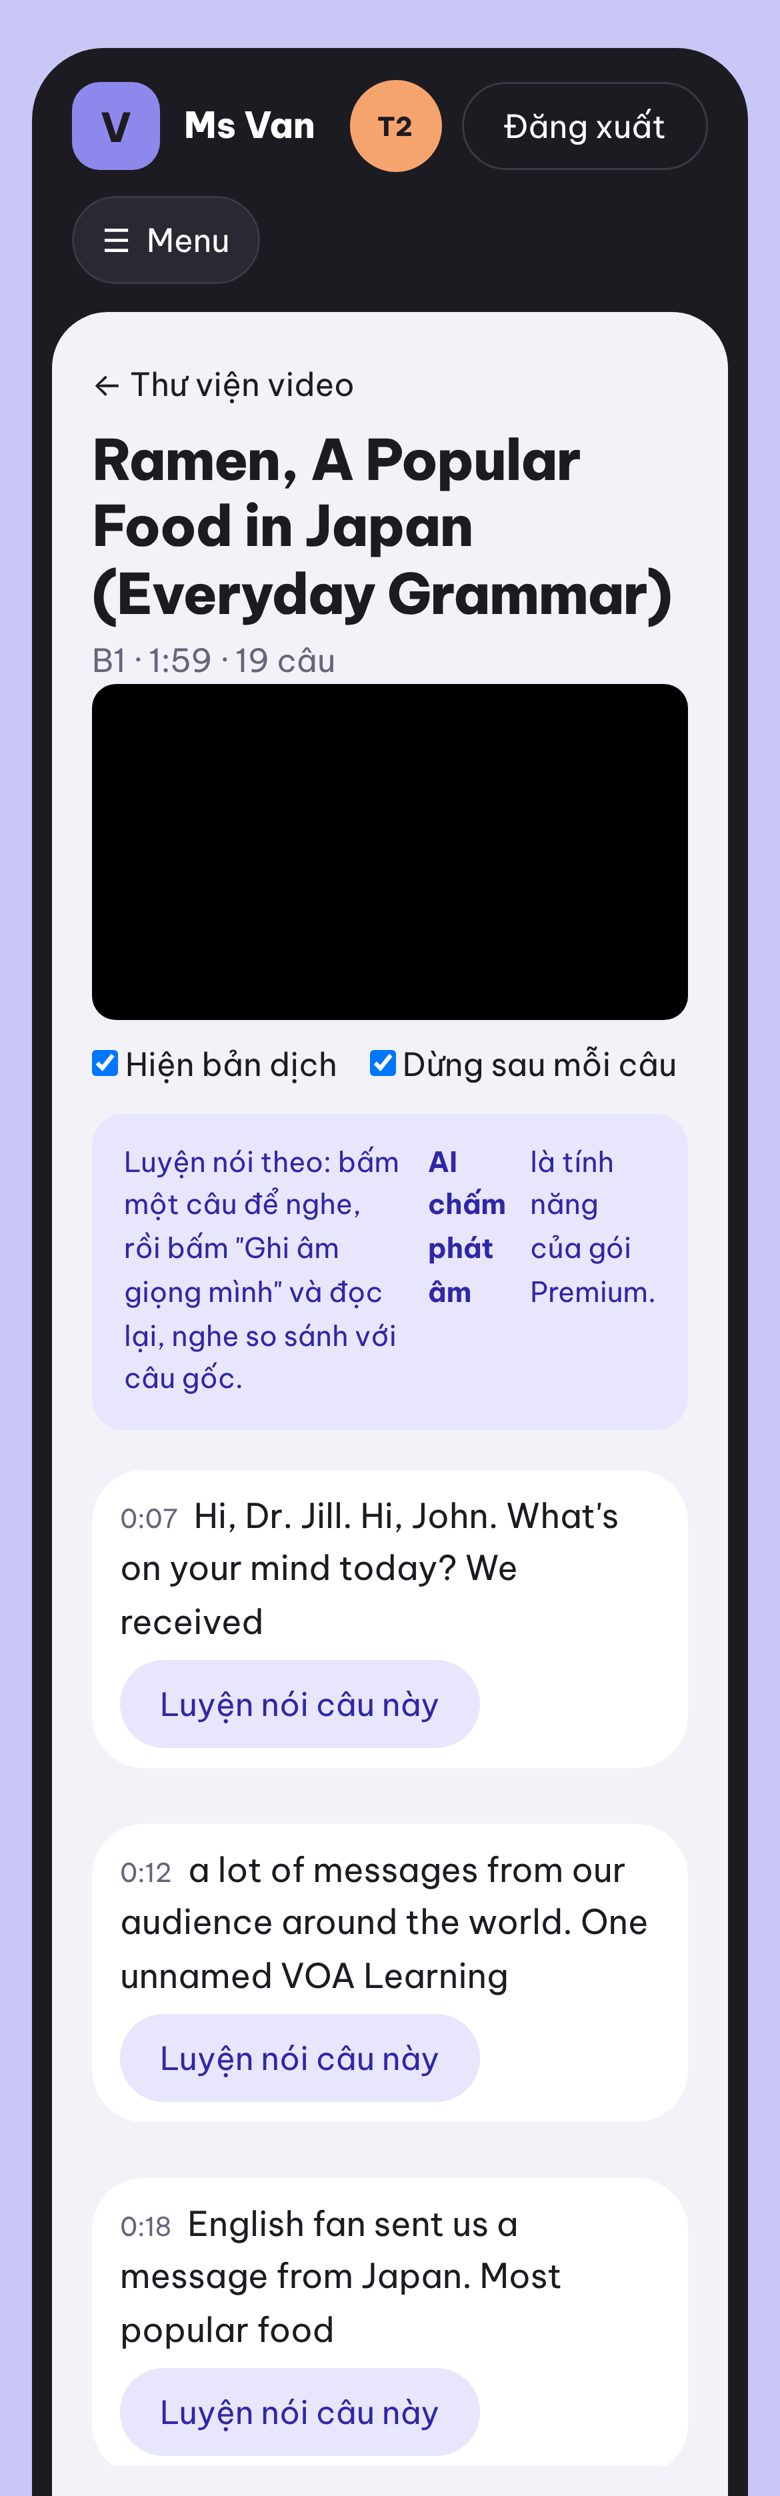 V
Ms Van
T2
Đăng xuất
☰ Menu
← Thư viện video
Ramen, A Popular
Food in Japan
(Everyday Grammar)
B1 · 1:59 · 19 câu
Hiện bản dịch
Dừng sau mỗi câu
Luyện nói theo: bấm
một câu để nghe,
rồi bấm "Ghi âm
giọng mình" và đọc
lại, nghe so sánh với
câu gốc.
AI
chấm
phát
âm
là tính
năng
của gói
Premium.
0:07 Hi, Dr. Jill. Hi, John. What's
on your mind today? We
received
Luyện nói câu này
0:12 a lot of messages from our
audience around the world. One
unnamed VOA Learning
Luyện nói câu này
0:18 English fan sent us a
message from Japan. Most
popular food
Luyện nói câu này